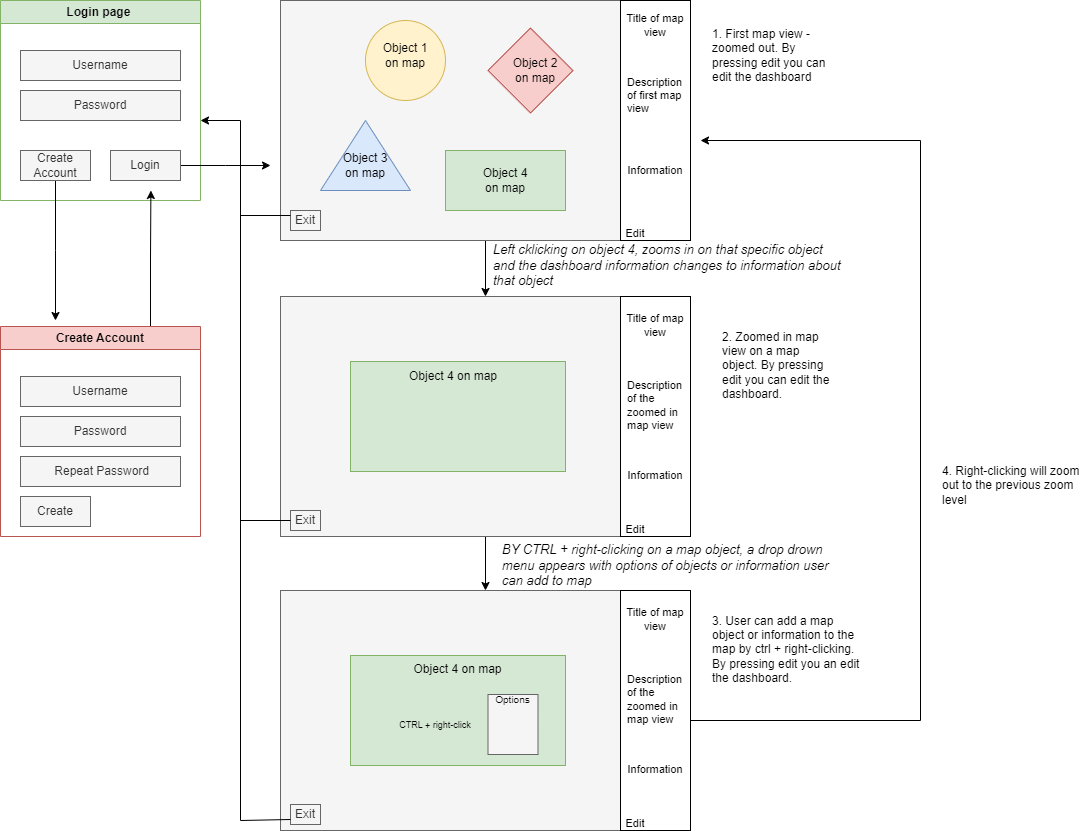 Login page
Username
Password
Create
Account
Login
Create Account
Username
Password
Repeat Password
Create
Object 1
on map
Object 2
on map
Object 3
on map
Object 4
on map
Exit
Title of map
view
Description
of first map
view
Information
Edit
1. First map view -
zoomed out. By
pressing edit you can
edit the dashboard
Left cklicking on object 4, zooms in on that specific object
and the dashboard information changes to information about
that object
Object 4 on map
Exit
Title of map
view
Description
of the
zoomed in
map view
Information
Edit
2. Zoomed in map
view on a map
object. By pressing
edit you can edit the
dashboard.
BY CTRL + right-clicking on a map object, a drop drown
menu appears with options of objects or information user
can add to map
Object 4 on map
CTRL + right-click
Options
Exit
Title of map
view
Description
of the
zoomed in
map view
Information
Edit
3. User can add a map
object or information to the
map by ctrl + right-clicking.
By pressing edit you an edit
the dashboard.
4. Right-clicking will zoom
out to the previous zoom
level